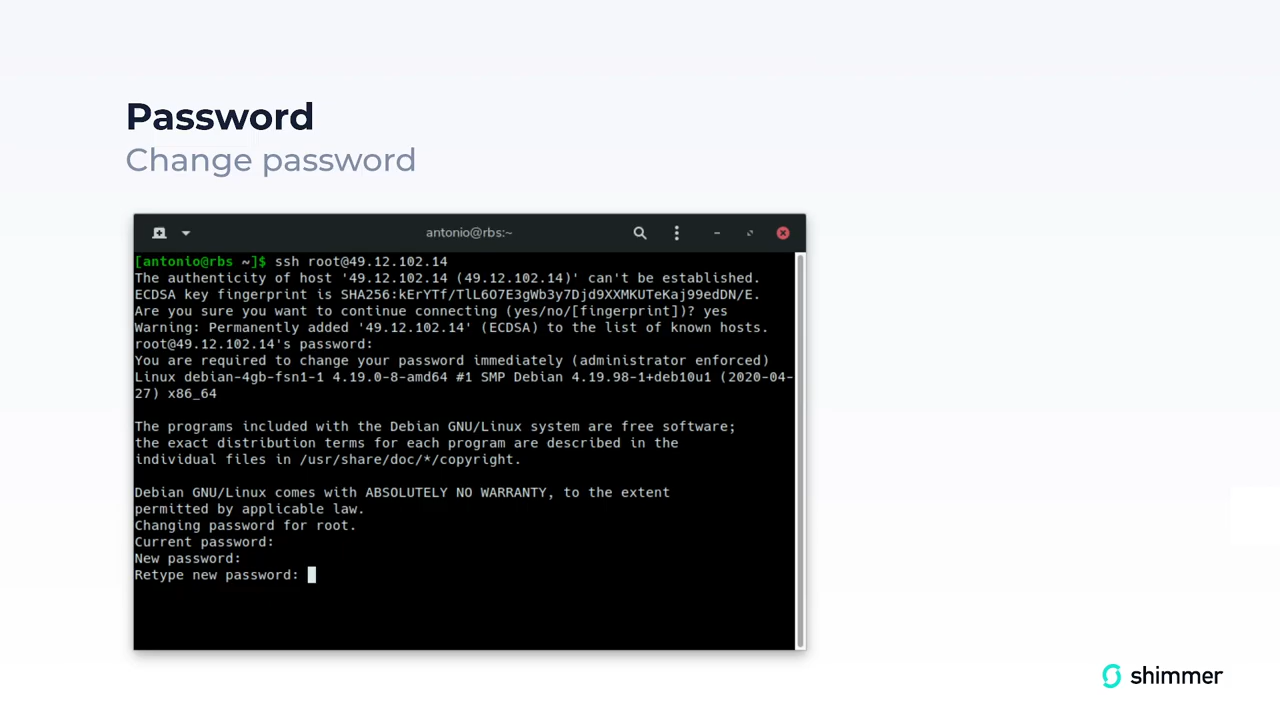 Password
Change password
antonio@rbs:~
[antonio@rbs ~]$ ssh root@49.12.102.14
The authenticity of host '49.12.102.14 (49.12.102.14)' can't be established.
ECDSA key fingerprint is SHA256:kErYTf/TlL6O7E3gWb3y7Djd9XXMKUTeKaj99edDN/E.
Are you sure you want to continue connecting (yes/no/[fingerprint])? yes
Warning: Permanently added '49.12.102.14' (ECDSA) to the list of known hosts.
root@49.12.102.14's password:
You are required to change your password immediately (administrator enforced)
Linux debian-4gb-fsn1-1 4.19.0-8-amd64 #1 SMP Debian 4.19.98-1+deb10u1 (2020-04-
27) x86_64
The programs included with the Debian GNU/Linux system are free software;
the exact distribution terms for each program are described in the
individual files in /usr/share/doc/*/copyright.
Debian GNU/Linux comes with ABSOLUTELY NO WARRANTY, to the extent
permitted by applicable law.
Changing password for root.
Current password:
New password:
Retype new password:
shimmer